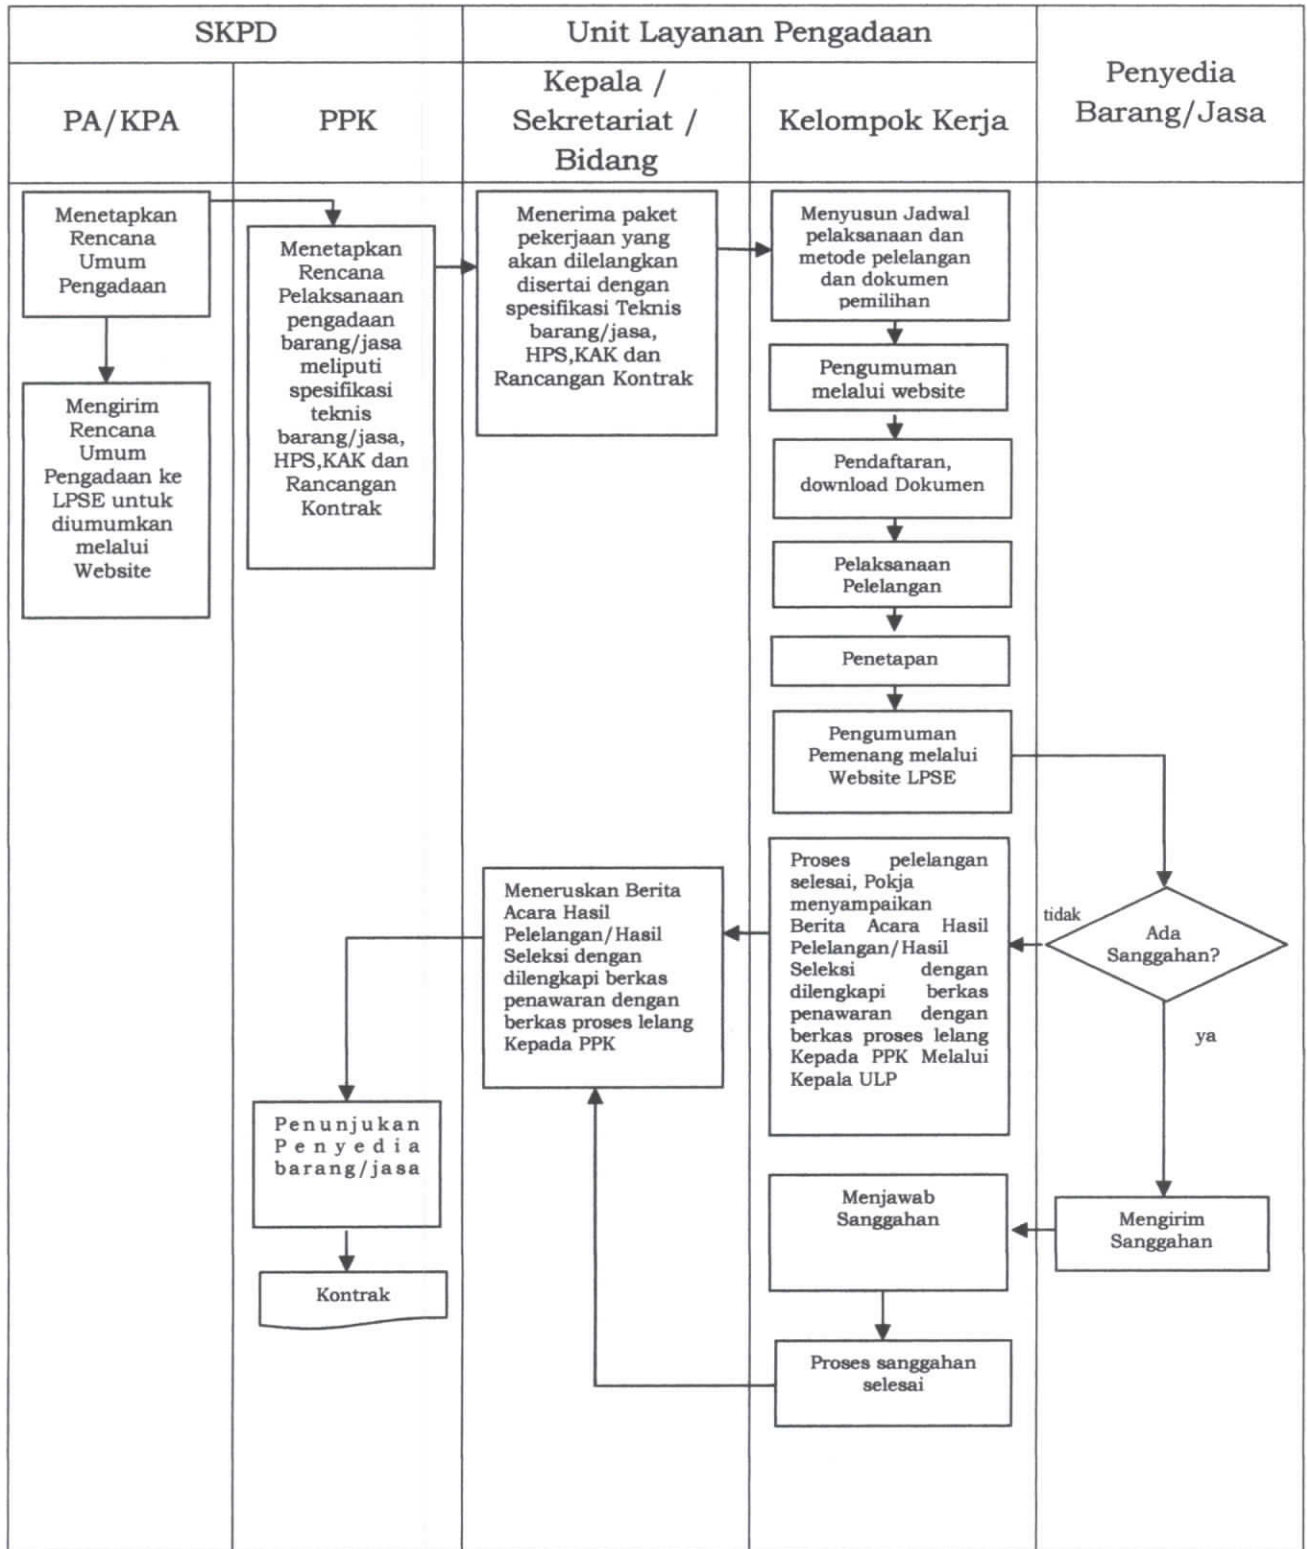 SKPD
Unit Layanan Pengadaan
Penyedia
Barang/Jasa
PA/KPA
PPK
Kepala /
Sekretariat /
Bidang
Kelompok Kerja
Menetapkan
Rencana
Umum
Pengadaan
Mengirim
Rencana
Umum
Pengadaan ke
LPSE untuk
diumumkan
melalui
Website
Menetapkan
Rencana
Pelaksanaan
pengadaan
barang/jasa
meliputi
spesifikasi
teknis
barang/jasa,
HPS,KAK dan
Rancangan
Kontrak
Menerima paket
pekerjaan yang
akan dilelangkan
disertai dengan
spesifikasi Teknis
barang/jasa,
HPS,KAK dan
Rancangan Kontrak
Menyusun Jadwal
pelaksanaan dan
metode pelelangan
dan dokumen
pemilihan
Pengumuman
melalui website
Pendaftaran,
download Dokumen
Pelaksanaan
Pelelangan
Penetapan
Pengumuman
Pemenang melalui
Website LPSE
Ada
Sanggahan?
tidak
ya
Proses pelelangan
selesai, Pokja
menyampaikan
Berita Acara Hasil
Pelelangan/Hasil
Seleksi dengan
dilengkapi berkas
penawaran dengan
berkas proses lelang
Kepada PPK Melalui
Kepala ULP
Meneruskan Berita
Acara Hasil
Pelelangan/Hasil
Seleksi dengan
dilengkapi berkas
penawaran dengan
berkas proses lelang
Kepada PPK
Penunjukan
Penyedia
barang/jasa
Kontrak
Mengirim
Sanggahan
Menjawab
Sanggahan
Proses sanggahan
selesai